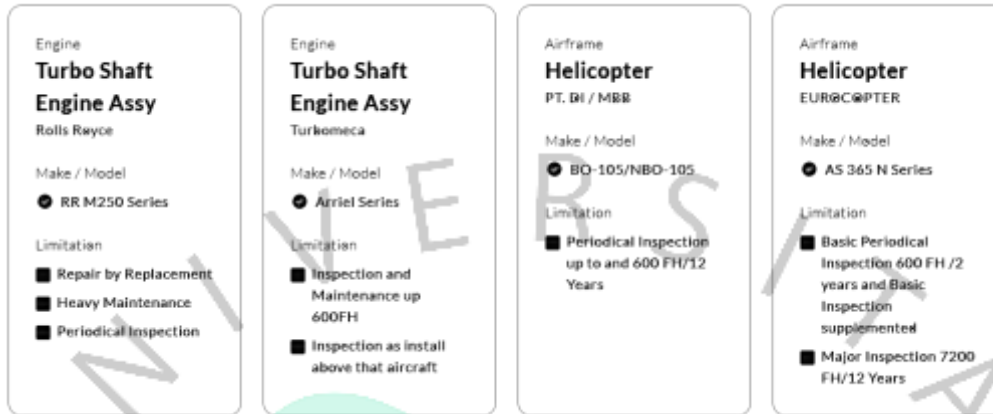 Engine
Turbo Shaft
Engine Assy
Rolls Royce
Make / Model
RR M250 Series
Limitation
Repair by Replacement
Heavy Maintenance
Periodical Inspection
Engine
Turbo Shaft
Engine Assy
Turbomeca
Make / Model
Arriel Series
Limitation
Inspection and
Maintenance up
600FH
Inspection as install
above that aircraft
Airframe
Helicopter
PT. DI / MBB
Make / Model
BO-105/NBO-105
Limitation
Periodical Inspection
up to and 600 FH/12
Years
Airframe
Helicopter
EUROCOPTER
Make / Model
AS 365 N Series
Limitation
Basic Periodical
Inspection 600 FH /2
years and Basic
Inspection
supplemented
Major Inspection 7200
FH/12 Years
NIVERSITA